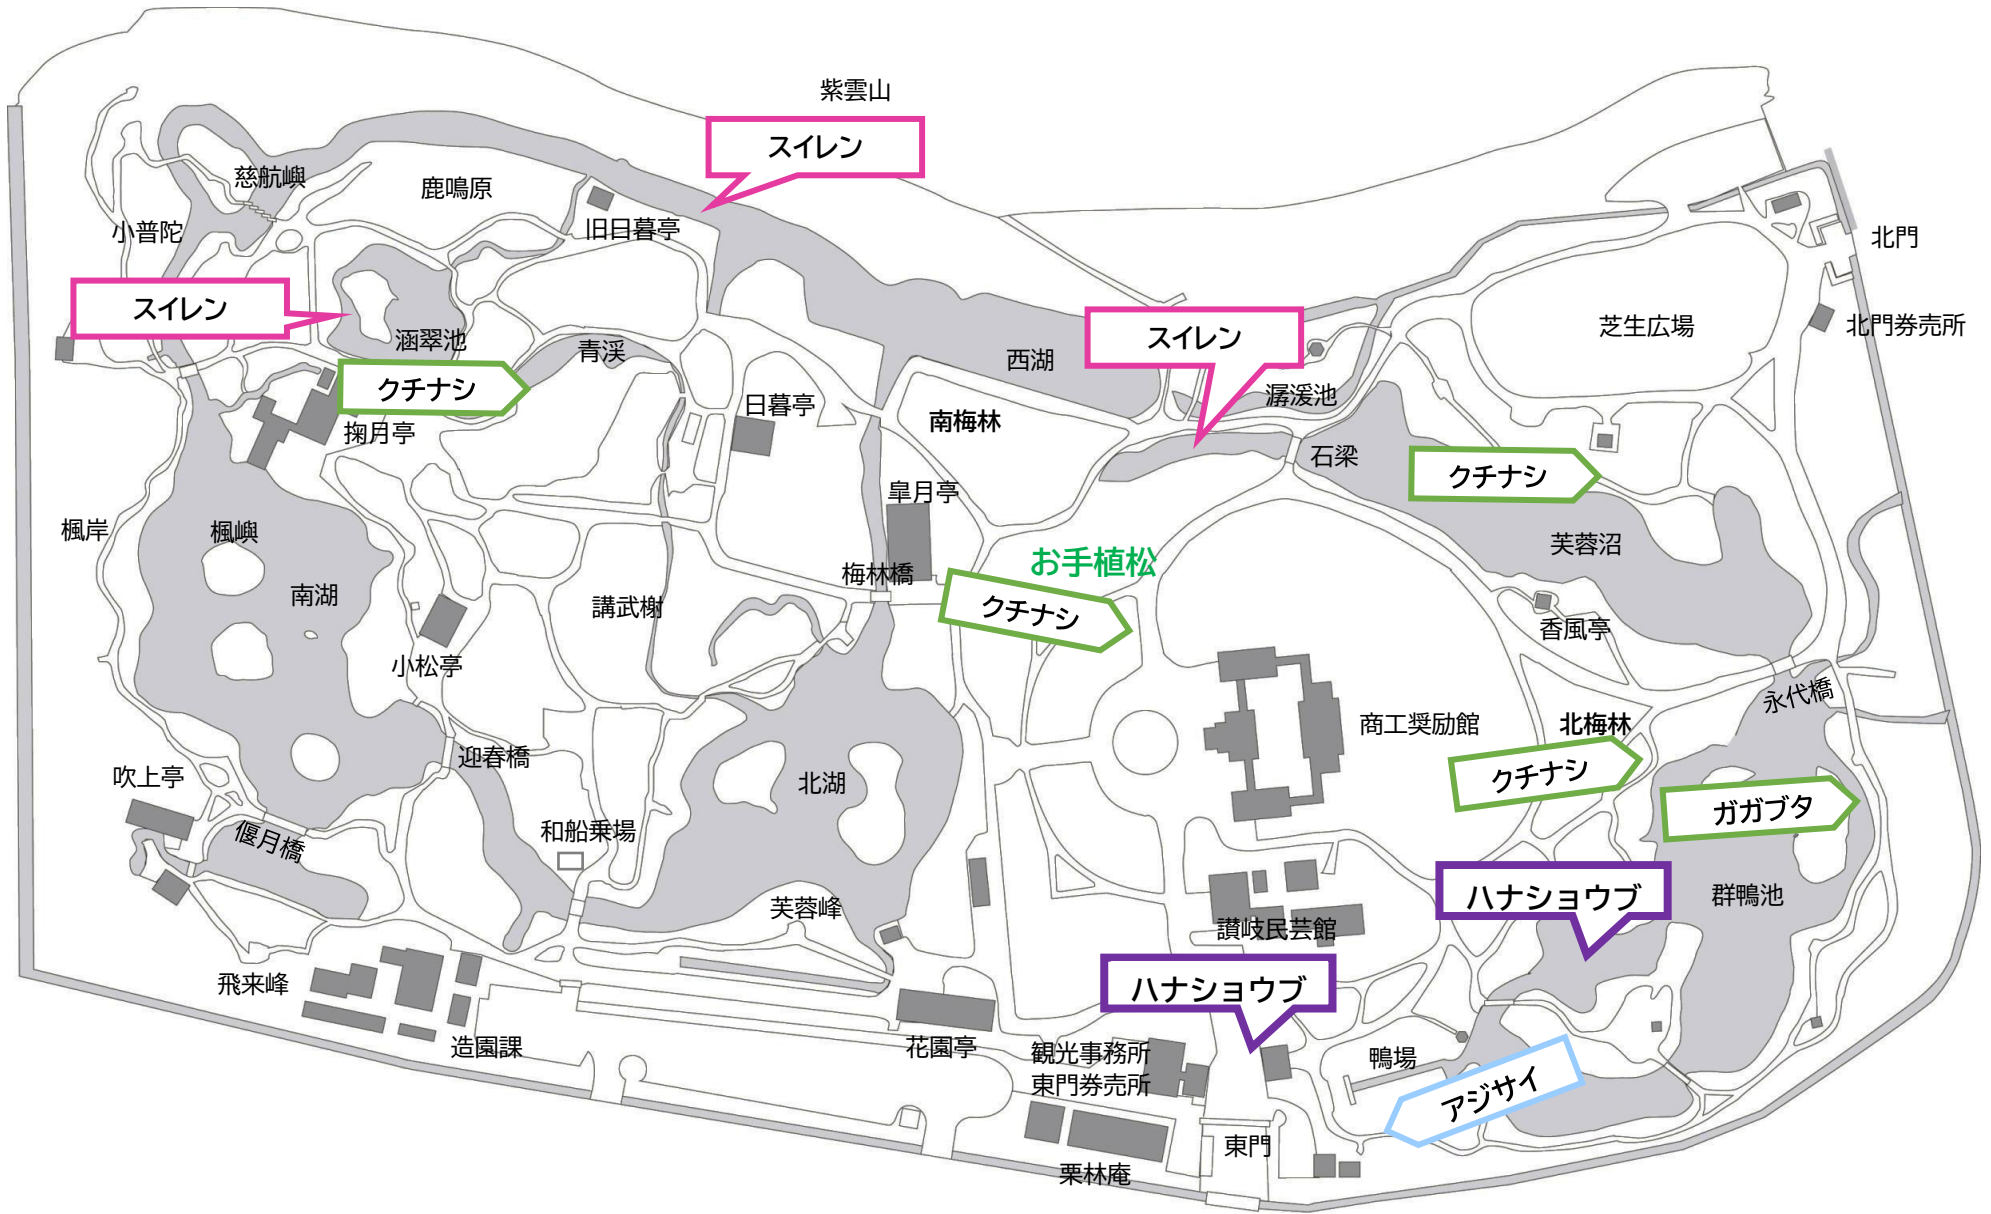 紫雲山
スイレン
慈航嶼
鹿鳴原
小普陀
旧日暮亭
北門
スイレン
涵翠池
青渓
西湖
スイレン
芝生広場
北門券売所
クチナシ
日暮亭
南梅林
潺湲池
掬月亭
石梁
クチナシ
皐月亭
楓岸
楓嶼
お手植松
芙蓉沼
梅林橋
南湖
講武榭
クチナシ
香風亭
小松亭
永代橋
商工奨励館
北梅林
迎春橋
クチナシ
吹上亭
北湖
ガガブタ
偃月橋
和船乗場
ハナショウブ
群鴨池
芙蓉峰
讃岐民芸館
飛来峰
ハナショウブ
造園課
花園亭
観光事務所
東門券売所
鴨場
アジサイ
東門
栗林庵